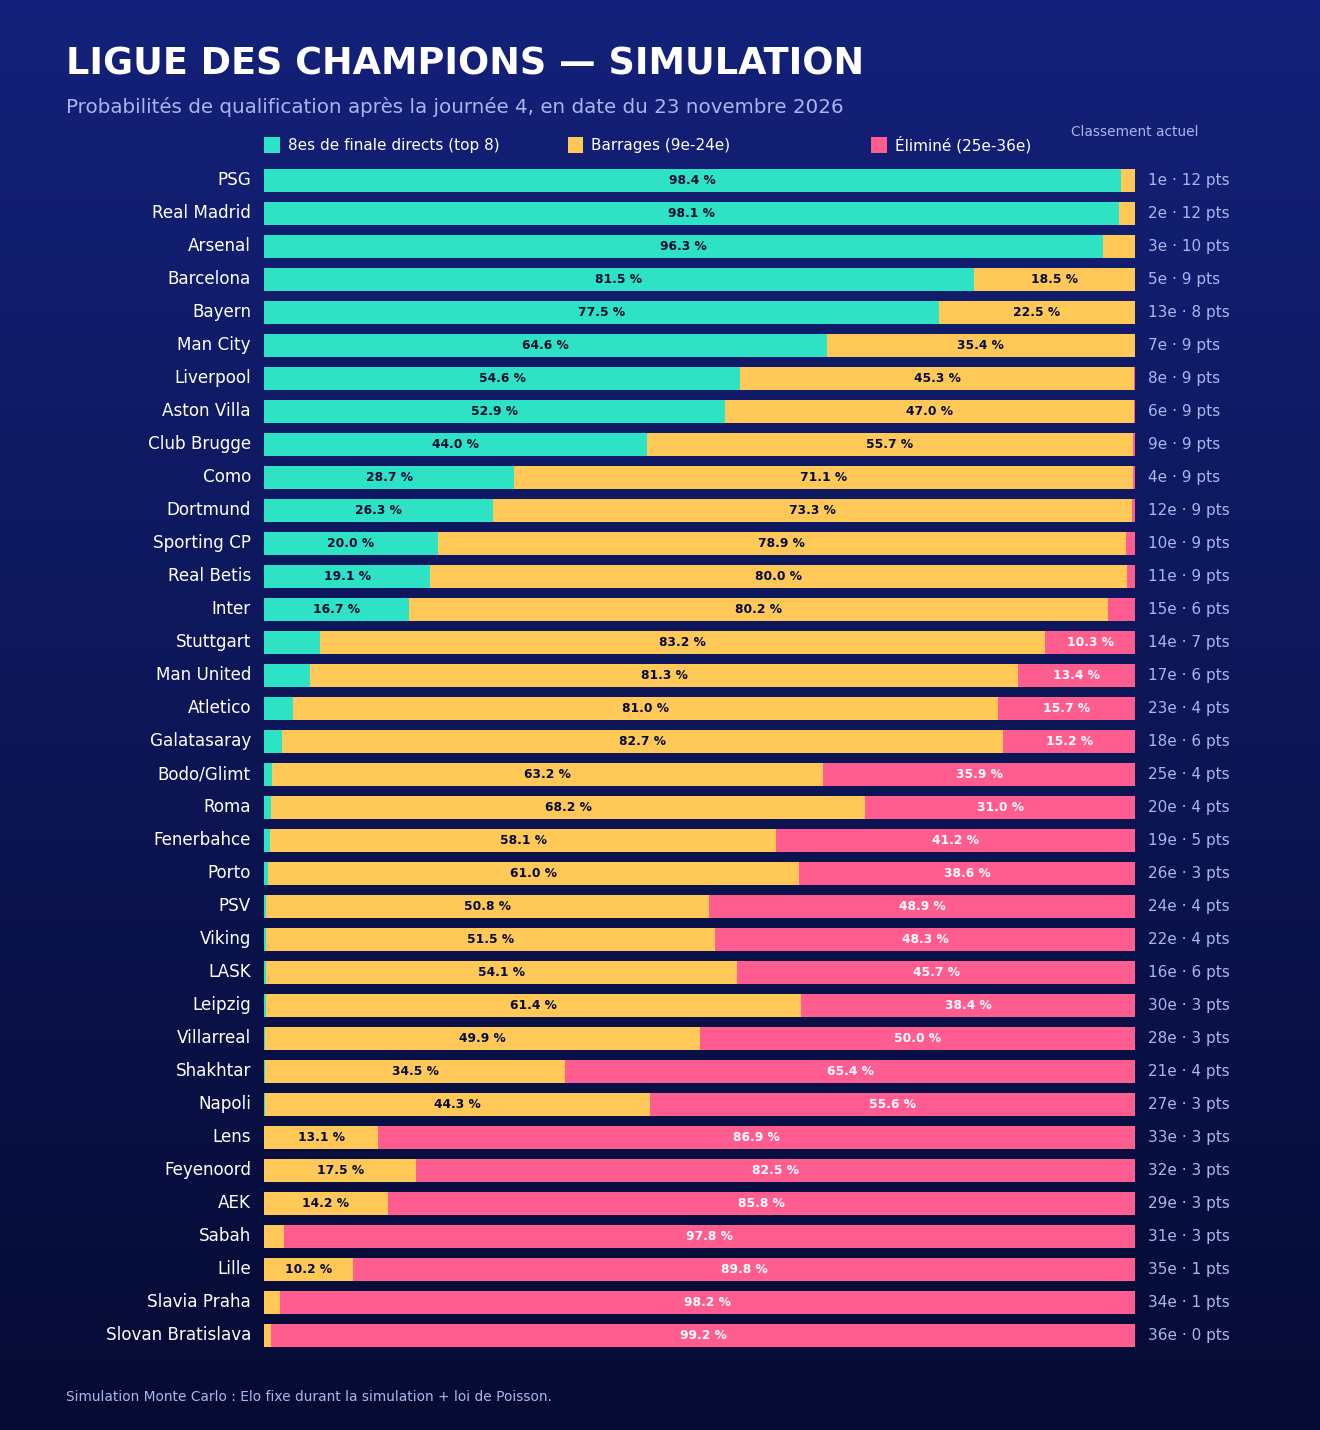 LIGUE DES CHAMPIONS — SIMULATION
Probabilités de qualification après la journée 4, en date du 23 novembre 2026
Classement actuel
8es de finale directs (top 8) Barrages (9e-24e) Éliminé (25e-36e)
PSG 98.4 % 1e · 12 pts
Real Madrid 98.1 % 2e · 12 pts
Arsenal 96.3 % 3e · 10 pts
Barcelona 81.5 % 18.5 % 5e · 9 pts
Bayern 77.5 % 22.5 % 13e · 8 pts
Man City 64.6 % 35.4 % 7e · 9 pts
Liverpool 54.6 % 45.3 % 8e · 9 pts
Aston Villa 52.9 % 47.0 % 6e · 9 pts
Club Brugge 44.0 % 55.7 % 9e · 9 pts
Como 28.7 % 71.1 % 4e · 9 pts
Dortmund 26.3 % 73.3 % 12e · 9 pts
Sporting CP 20.0 % 78.9 % 10e · 9 pts
Real Betis 19.1 % 80.0 % 11e · 9 pts
Inter 16.7 % 80.2 % 15e · 6 pts
Stuttgart 83.2 % 10.3 % 14e · 7 pts
Man United 81.3 % 13.4 % 17e · 6 pts
Atletico 81.0 % 15.7 % 23e · 4 pts
Galatasaray 82.7 % 15.2 % 18e · 6 pts
Bodo/Glimt 63.2 % 35.9 % 25e · 4 pts
Roma 68.2 % 31.0 % 20e · 4 pts
Fenerbahce 58.1 % 41.2 % 19e · 5 pts
Porto 61.0 % 38.6 % 26e · 3 pts
PSV 50.8 % 48.9 % 24e · 4 pts
Viking 51.5 % 48.3 % 22e · 4 pts
LASK 54.1 % 45.7 % 16e · 6 pts
Leipzig 61.4 % 38.4 % 30e · 3 pts
Villarreal 49.9 % 50.0 % 28e · 3 pts
Shakhtar 34.5 % 65.4 % 21e · 4 pts
Napoli 44.3 % 55.6 % 27e · 3 pts
Lens 13.1 % 86.9 % 33e · 3 pts
Feyenoord 17.5 % 82.5 % 32e · 3 pts
AEK 14.2 % 85.8 % 29e · 3 pts
Sabah 97.8 % 31e · 3 pts
Lille 10.2 % 89.8 % 35e · 1 pts
Slavia Praha 98.2 % 34e · 1 pts
Slovan Bratislava 99.2 % 36e · 0 pts
Simulation Monte Carlo : Elo fixe durant la simulation + loi de Poisson.